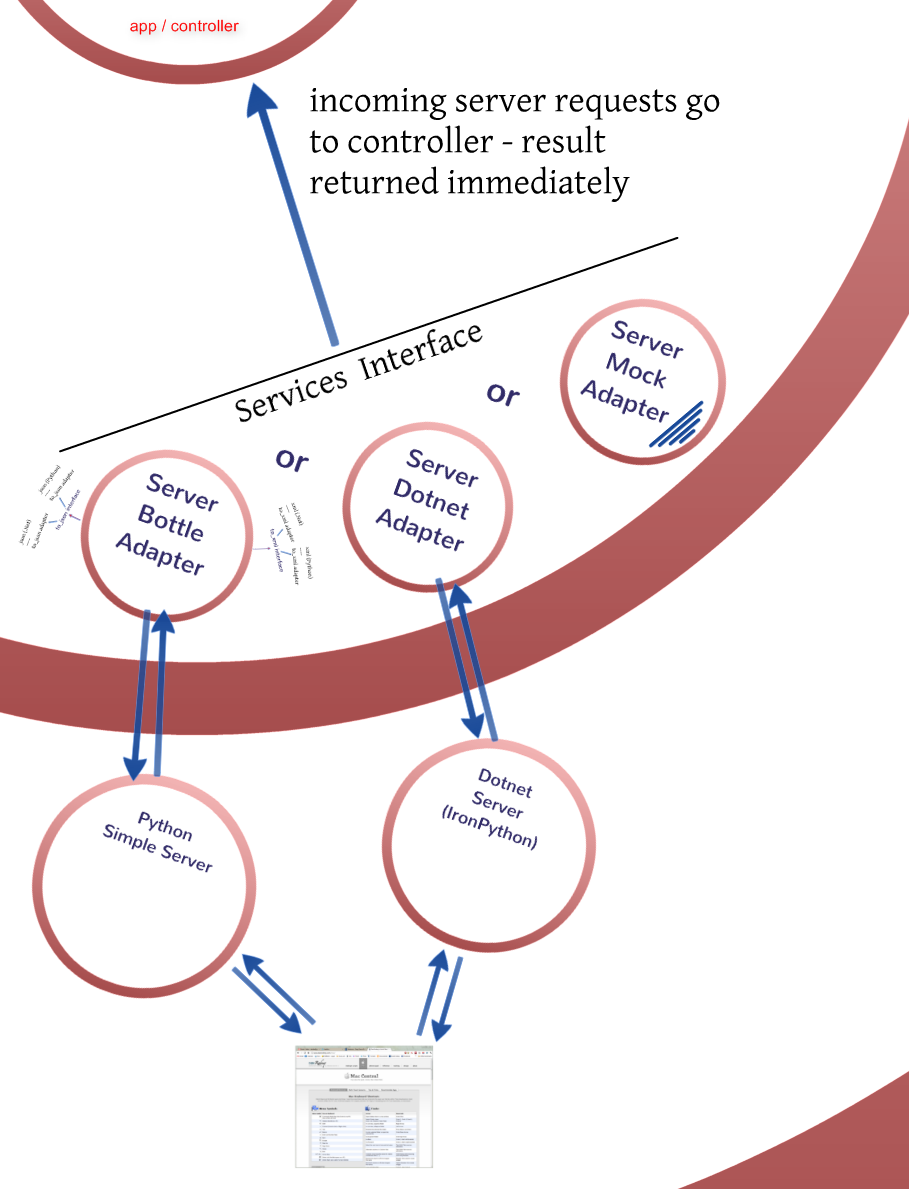 app / controller
incoming server requests go
to controller - result
returned immediately
Services Interface
Server
Mock
Adapter
or
Server
Dotnet
Adapter
or
Server
Bottle
Adapter
json (Python)
to_json adapter
to_json interface
json (.Net)
to_json adapter
xml (.Net)
to_xml adapter
to_xml interface
xml (Python)
to_xml adapter
Python
Simple Server
Dotnet
Server
(IronPython)